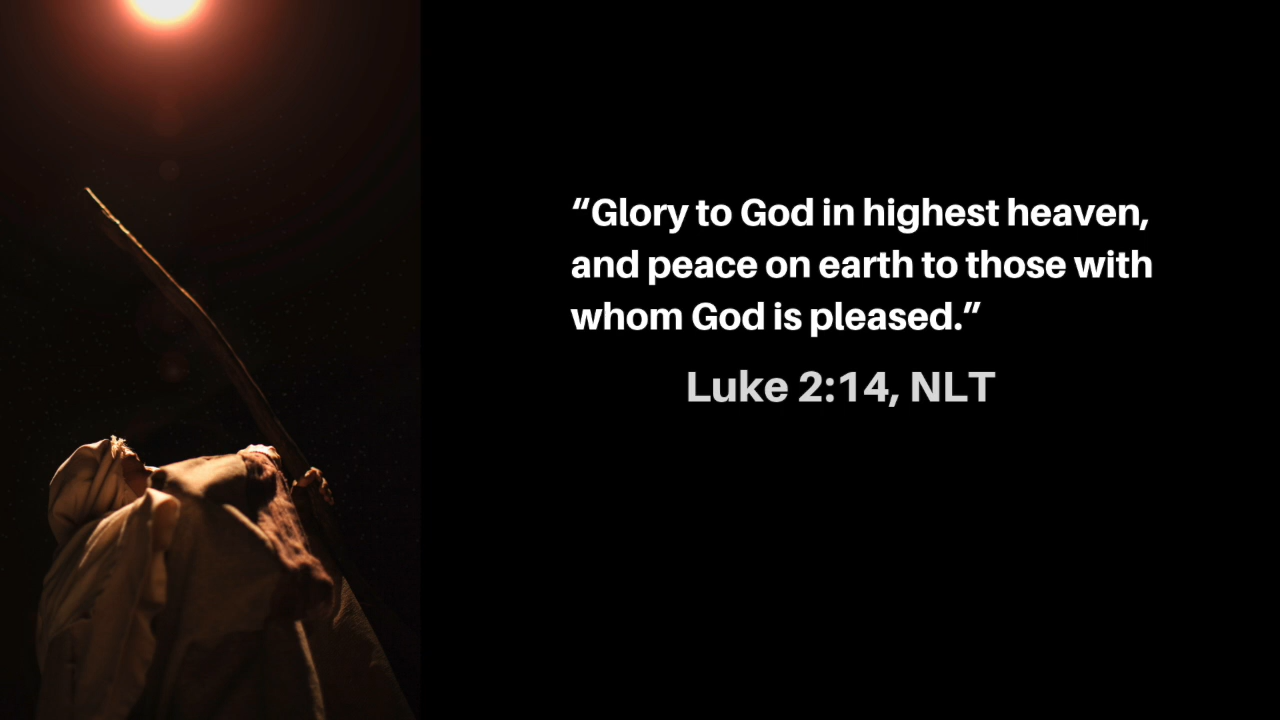 “Glory to God in highest heaven,
and peace on earth to those with
whom God is pleased.”
Luke 2:14, NLT